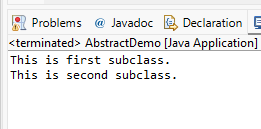 Problems @ Javadoc Declaration
<terminated> AbstractDemo [Java Application]
This is first subclass.
This is second subclass.